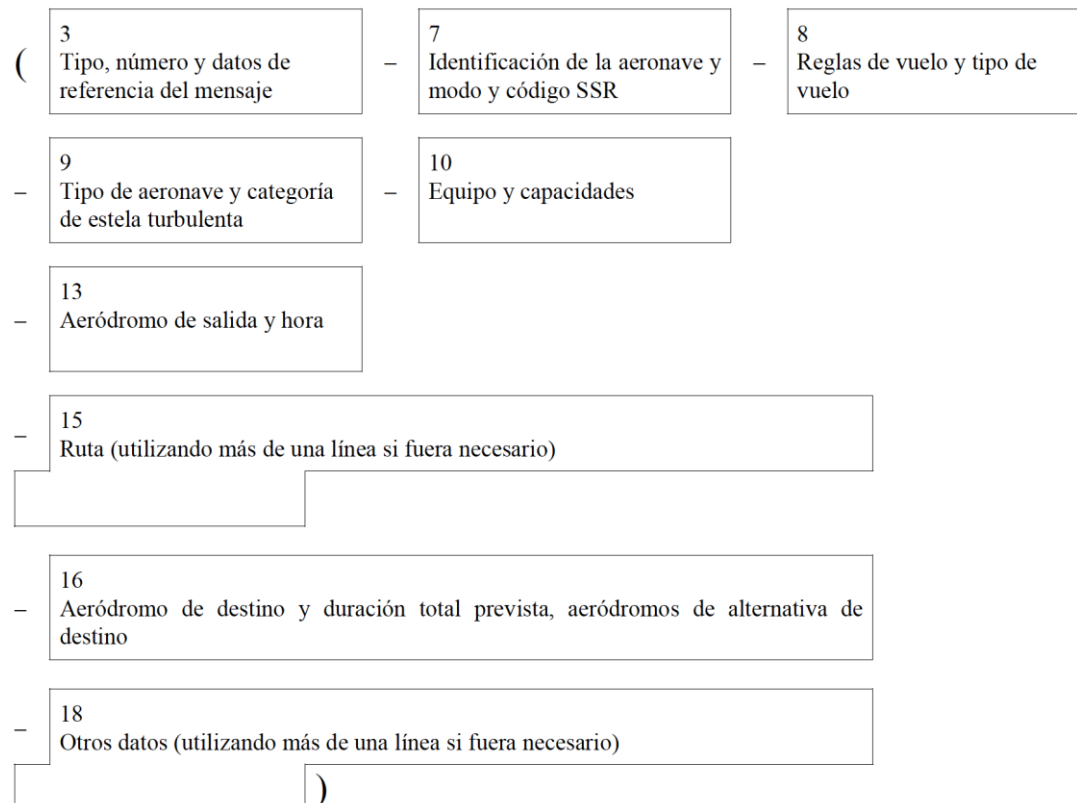 3
7
8
( Tipo, número y datos de referencia del mensaje – Identificación de la aeronave y modo y código SSR – Reglas de vuelo y tipo de vuelo
9
10
– Tipo de aeronave y categoría de estela turbulenta – Equipo y capacidades
13
– Aeródromo de salida y hora
15
– Ruta (utilizando más de una línea si fuera necesario)
16
– Aeródromo de destino y duración total prevista, aeródromos de alternativa de
destino
18
– Otros datos (utilizando más de una línea si fuera necesario)
)